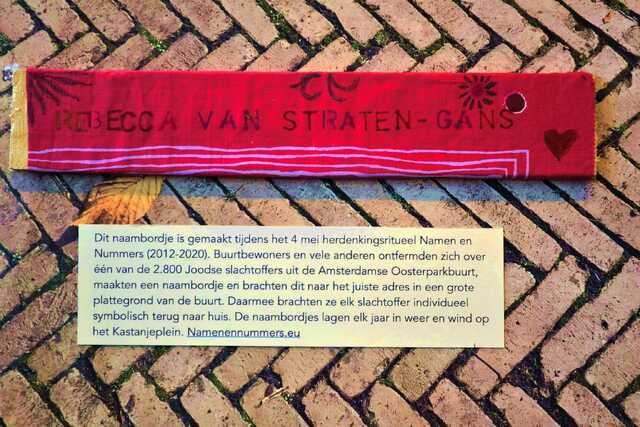 REBECCA VAN STRATEN-GANS
Dit naambordje is gemaakt tijdens het 4 mei herdenkingsritueel Namen en
Nummers (2012-2020). Buurtbewoners en vele anderen ontfermden zich over
één van de 2.800 Joodse slachtoffers uit de Amsterdamse Oosterparkbuurt,
maakten een naambordje en brachten dit naar het juiste adres in een grote
plattegrond van de buurt. Daarmee brachten ze elk slachtoffer individueel
symbolisch terug naar huis. De naambordjes lagen elk jaar in weer en wind op
het Kastanjeplein. Namenennummers.eu